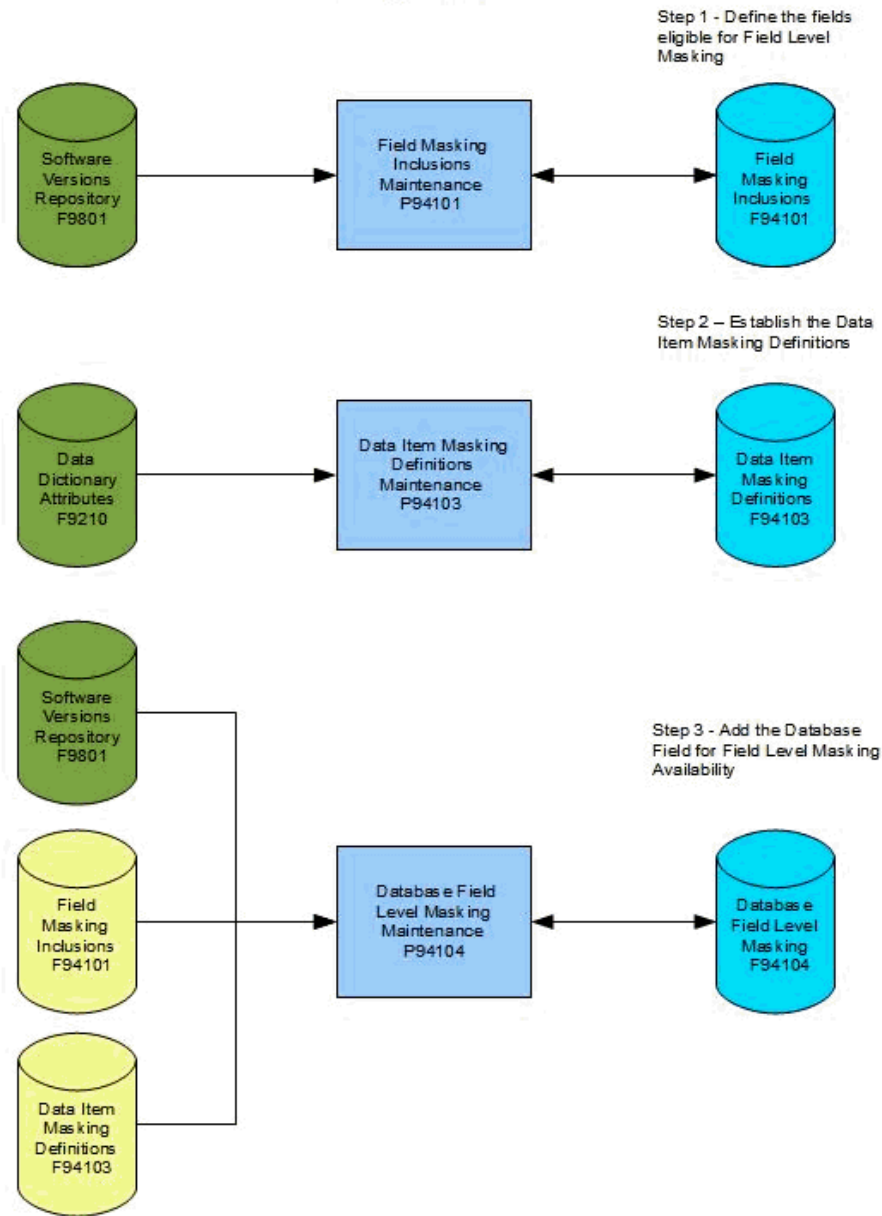 Step 1 - Define the fields
eligible for Field Level
Masking
Software
Versions
Repository
F9801
Field Masking
Inclusions
Maintenance
P94101
Field
Masking
Inclusions
F94101
Step 2 – Establish the Data
Item Masking Definitions
Data
Dictionary
Attributes
F9210
Data Item Masking
Definitions
Maintenance
P94103
Data Item
Masking
Definitions
F94103
Software
Versions
Repository
F9801
Step 3 - Add the Database
Field for Field Level Masking
Availability
Field
Masking
Inclusions
F94101
Database Field
Level Masking
Maintenance
P94104
Database
Field Level
Masking
F94104
Data Item
Masking
Definitions
F94103